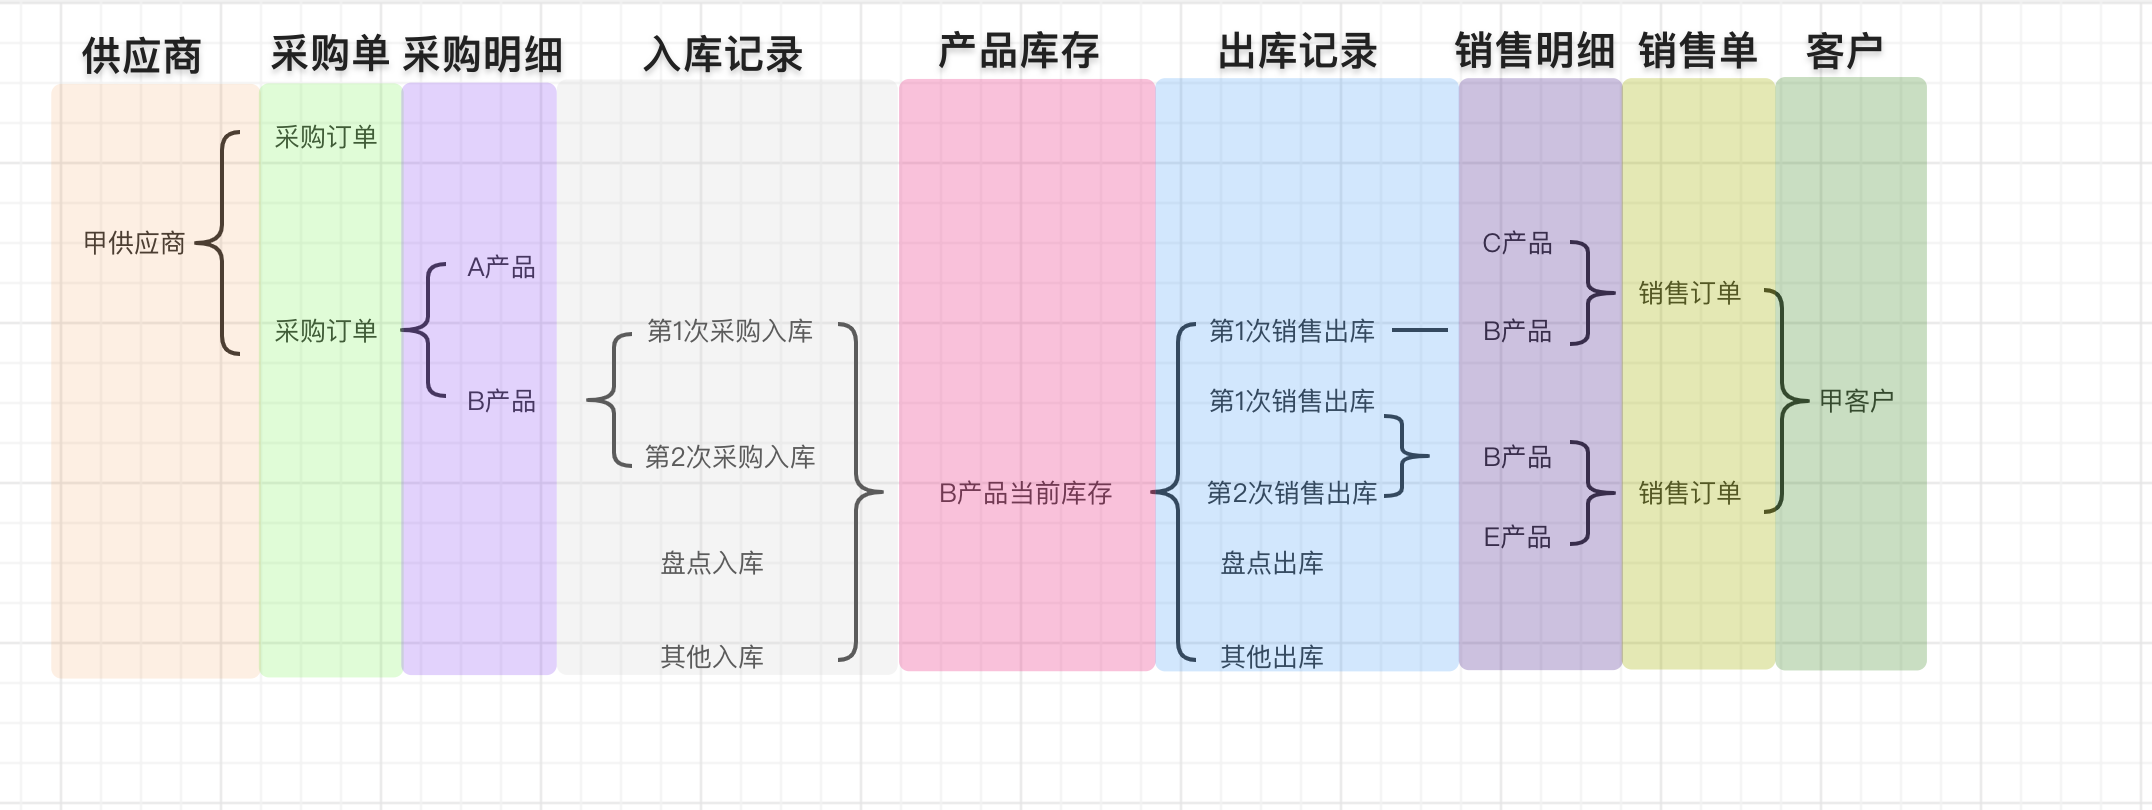 供应商
采购单
采购明细
入库记录
产品库存
出库记录
销售明细
销售单
客户
甲供应商
采购订单
采购订单
A产品
B产品
第1次采购入库
第2次采购入库
盘点入库
其他入库
B产品当前库存
第1次销售出库
第1次销售出库
第2次销售出库
盘点出库
其他出库
C产品
B产品
B产品
E产品
销售订单
销售订单
甲客户